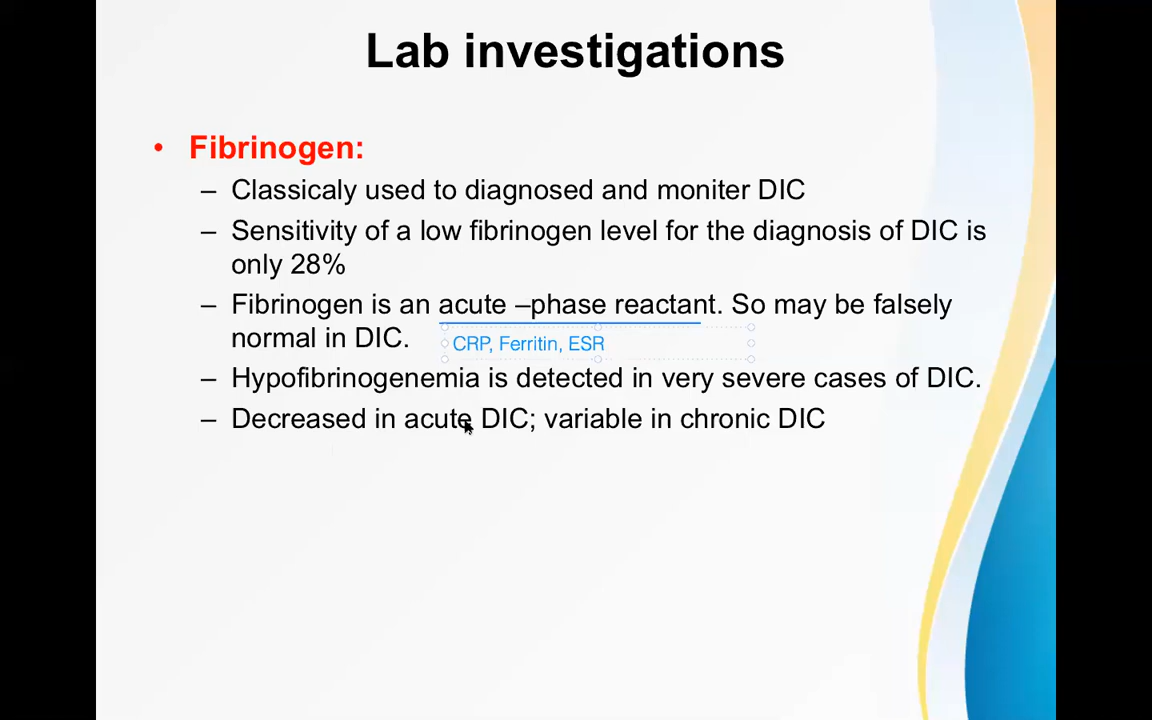 Lab investigations
• Fibrinogen:
– Classicaly used to diagnosed and moniter DIC
– Sensitivity of a low fibrinogen level for the diagnosis of DIC is
only 28%
– Fibrinogen is an acute –phase reactant. So may be falsely
normal in DIC.
CRP, Ferritin, ESR
– Hypofibrinogenemia is detected in very severe cases of DIC.
– Decreased in acute DIC; variable in chronic DIC